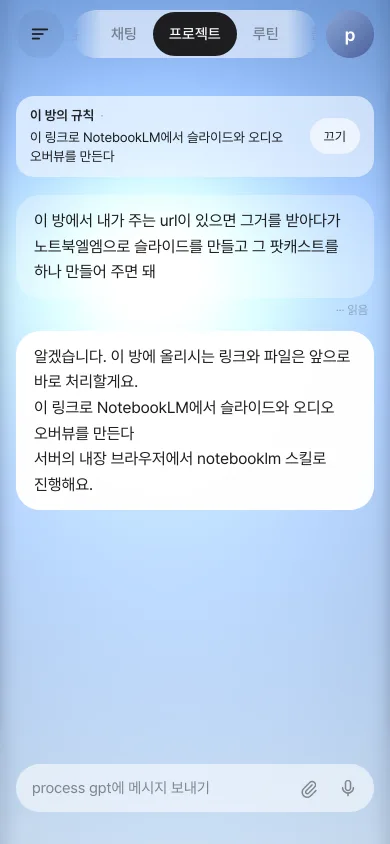 채팅
프로젝트
루틴
p
이 방의 규칙 ·
이 링크로 NotebookLM에서 슬라이드와 오디오
오버뷰를 만든다
끄기
이 방에서 내가 주는 url이 있으면 그거를 받아다가
노트북엘엠으로 슬라이드를 만들고 그 팟캐스트를
하나 만들어 주면 돼
··· 읽음
알겠습니다. 이 방에 올리시는 링크와 파일은 앞으로
바로 처리할게요.
이 링크로 NotebookLM에서 슬라이드와 오디오
오버뷰를 만든다
서버의 내장 브라우저에서 notebooklm 스킬로
진행해요.
process gpt에 메시지 보내기